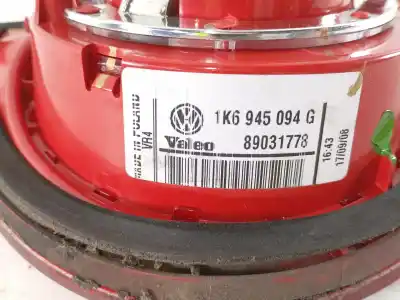 MADE IN POLAND
VR4
1K6 945 094 G
Valeo
89031778
16:43
17/09/08